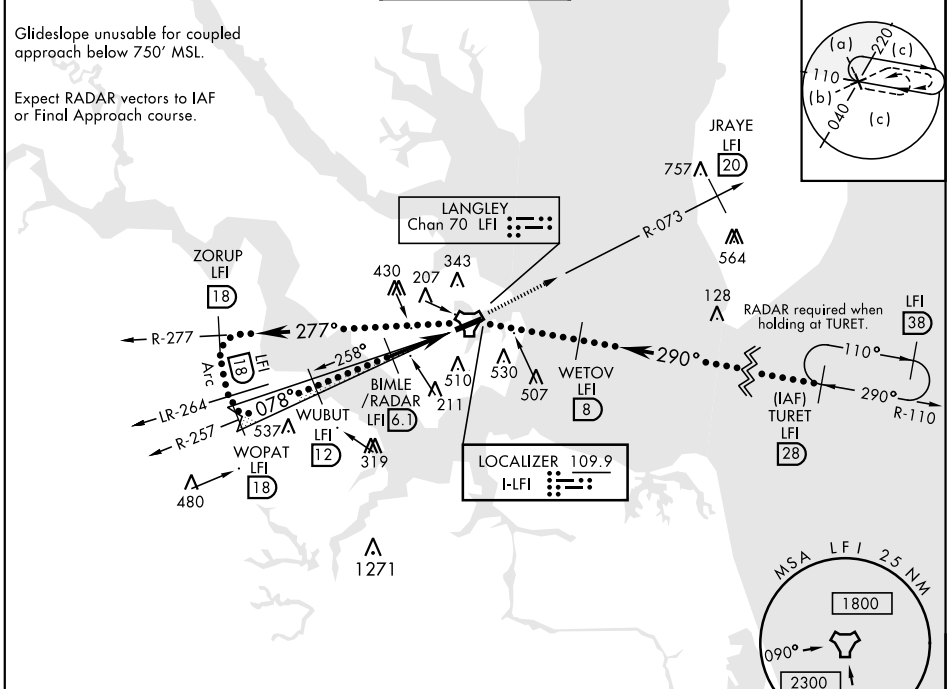 Glideslope unusable for coupled
approach below 750' MSL.
Expect RADAR vectors to IAF
or Final Approach course.
(a)
220
(c)
110
(b)
040
(c)
JRAYE
LFI
20
757
R-073
564
LANGLEY
Chan 70 LFI
ZORUP
LFI
18
430
207
343
128
RADAR required when
holding at TURET.
LFI
38
R-277
277°
258°
290°
110°
290°
R-110
LFI
18
Arc
LR-264
078°
R-257
BIMLE
/RADAR
LFI 6.1
510
211
530
507
WETOV
LFI
8
(IAF)
TURET
LFI
28
537
WUBUT
LFI
12
319
WOPAT
LFI
18
480
LOCALIZER 109.9
I-LFI
1271
MSA LFI 25 NM
1800
090°
2300